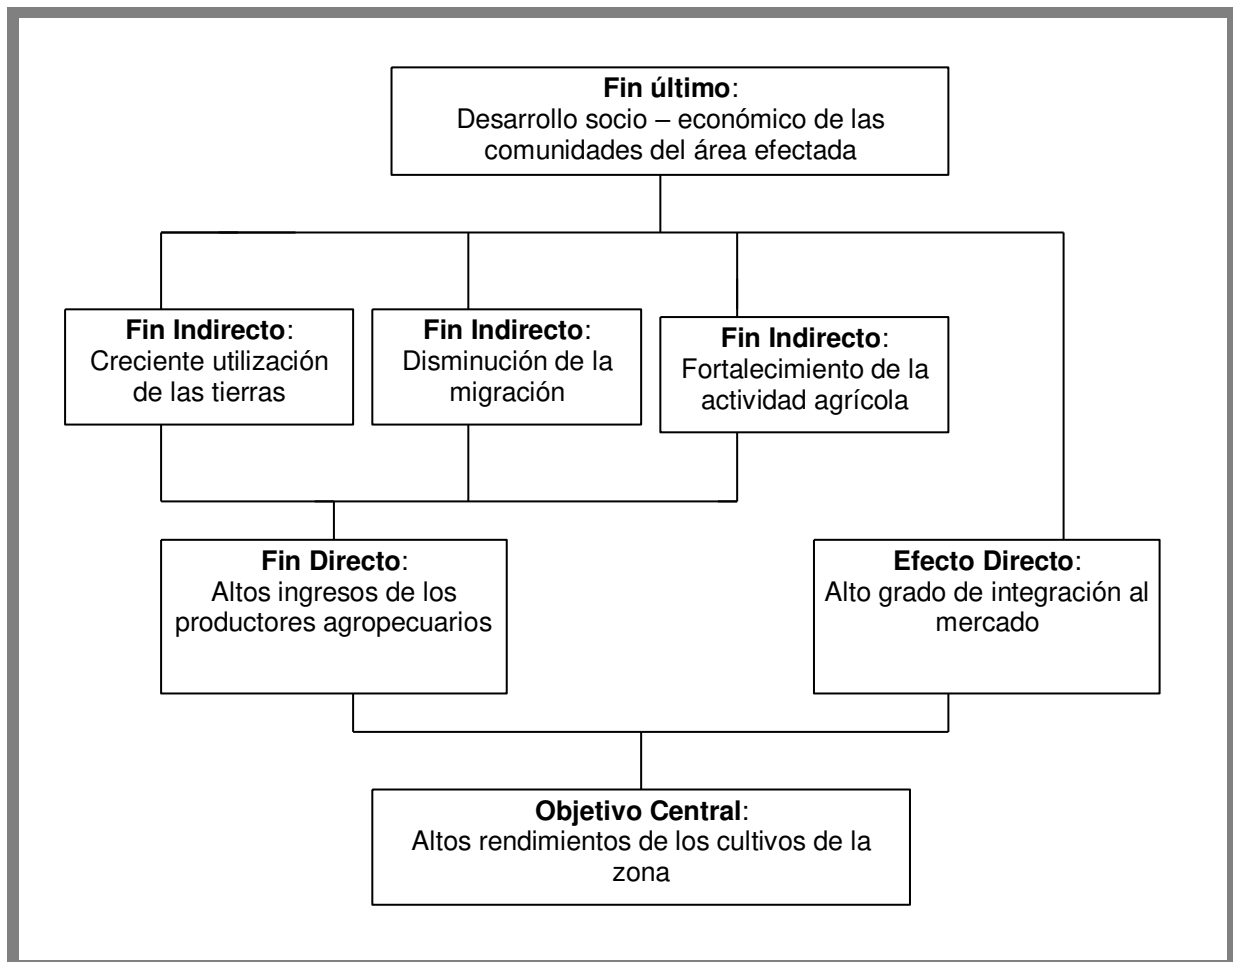 Fin último:
Desarrollo socio – económico de las
comunidades del área efectada
Fin Indirecto:
Creciente utilización
de las tierras
Fin Indirecto:
Disminución de la
migración
Fin Indirecto:
Fortalecimiento de la
actividad agrícola
Fin Directo:
Altos ingresos de los
productores agropecuarios
Efecto Directo:
Alto grado de integración al
mercado
Objetivo Central:
Altos rendimientos de los cultivos de la
zona